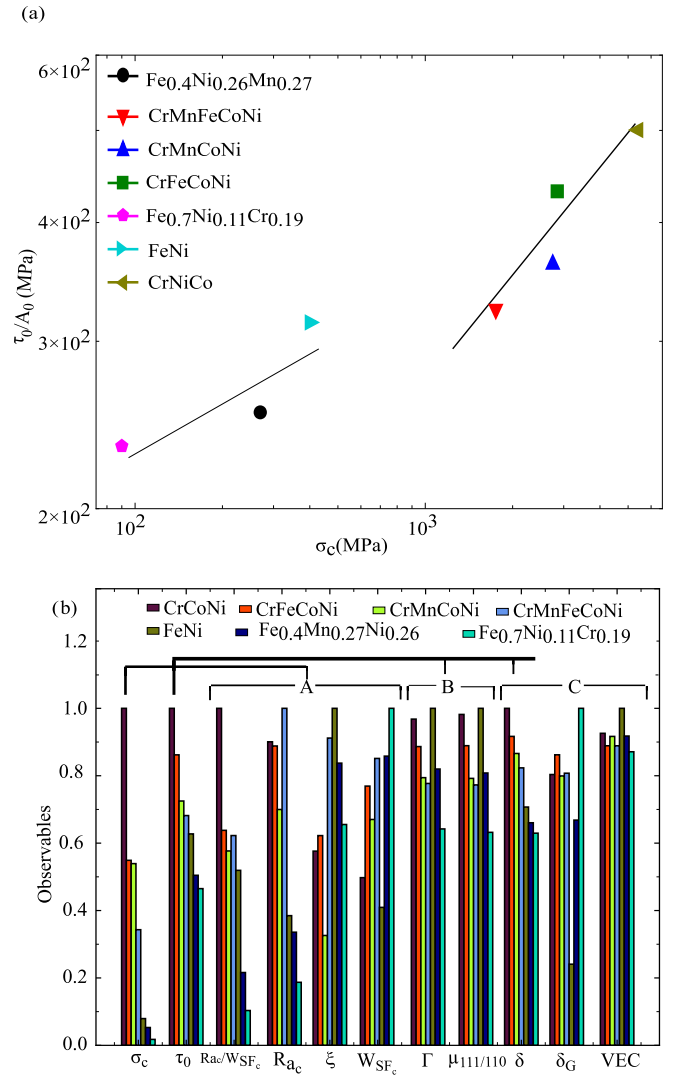 (a)
6×10²
Fe0.4Ni0.26Mn0.27
CrMnFeCoNi
CrMnCoNi
CrFeCoNi
Fe0.7Ni0.11Cr0.19
FeNi
CrNiCo
4×10²
3×10²
2×10²
τ0/A0 (MPa)
10² 10³
σc(MPa)
(b)
CrCoNi CrFeCoNi CrMnCoNi CrMnFeCoNi
FeNi Fe0.4Mn0.27Ni0.26 Fe0.7Ni0.11Cr0.19
1.2
A B C
1.0
0.8
0.6
0.4
0.2
0.0
Observables
σc τ0 Rac/WSFc Rac ξ WSFc Γ μ111/110 δ δG VEC